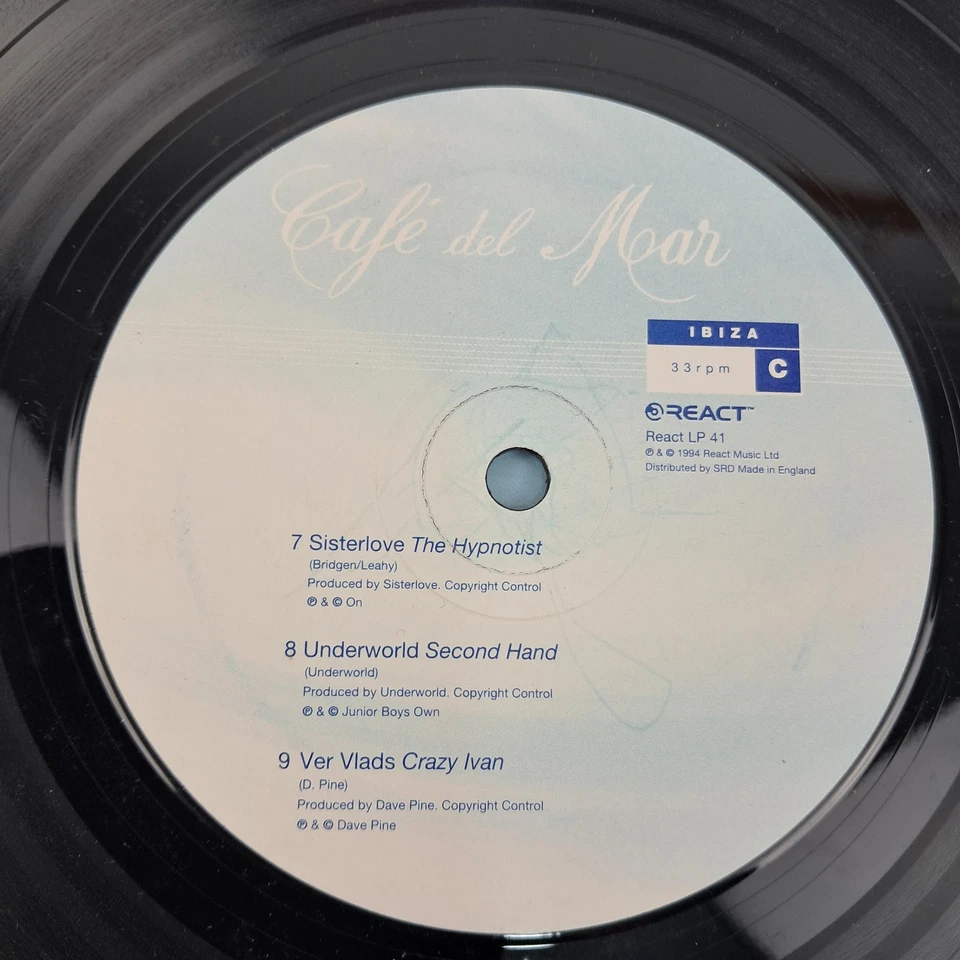 Café del Mar
IBIZA
33rpm
C
REACT™
React LP 41
℗ & © 1994 React Music Ltd
Distributed by SRD Made in England
7 Sisterlove The Hypnotist
(Bridgen/Leahy)
Produced by Sisterlove. Copyright Control
℗ & © On
8 Underworld Second Hand
(Underworld)
Produced by Underworld. Copyright Control
℗ & © Junior Boys Own
9 Ver Vlads Crazy Ivan
(D. Pine)
Produced by Dave Pine. Copyright Control
℗ & © Dave Pine